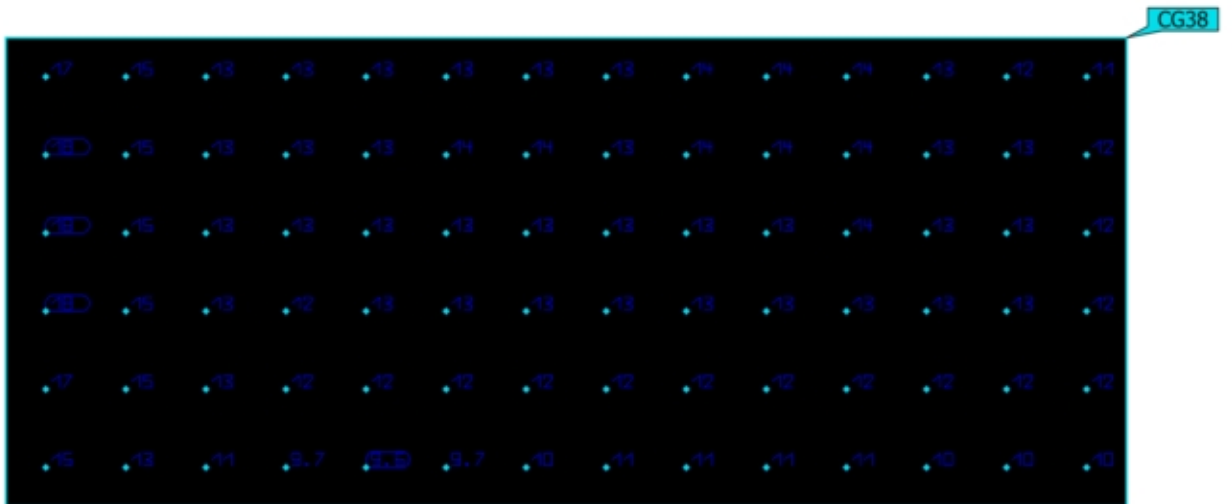 CG38
17 15 13 13 13 13 13 13 14 14 14 13 12 11
15 13 13 13 14 14 13 14 14 14 13 13 12
15 13 13 13 13 13 13 13 13 14 13 13 12
15 13 12 13 13 13 13 13 13 13 13 13 12
17 15 13 12 12 12 12 12 12 12 12 12 12 12
15 13 11 9.7 9.7 10 11 11 11 11 10 10 10